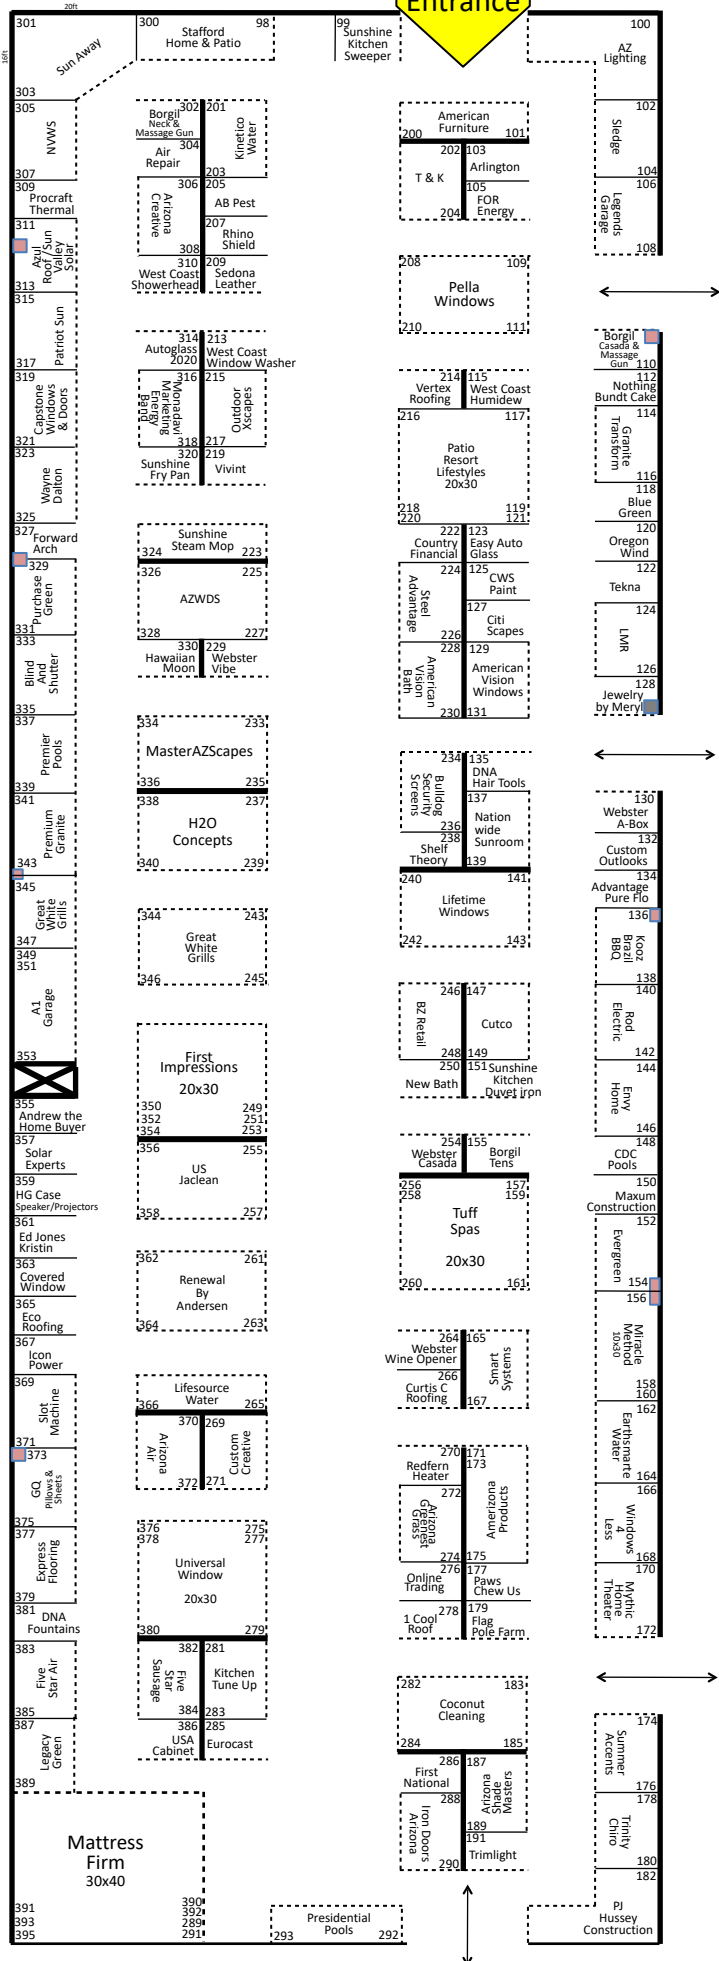 20ft
16ft
Entrance
301
Sun Away
303
300
98
Stafford
Home & Patio
99
Sunshine
Kitchen
Sweeper
100
AZ
Lighting
305
NVWS
307
309
Procraft
Thermal
311
Azul
Roof/Sun
Valley
Solar
313
315
Patriot Sun
317
319
Capstone
Windows
& Doors
321
323
Wayne
Dalton
325
327
Forward
Arch
329
Purchase
Green
331
333
Blind
And
Shutter
335
337
Premier
Pools
339
341
Premium
Granite
343
345
Great
White
Grills
347
349
351
A1
Garage
353
355
Andrew the
Home Buyer
357
Solar
Experts
359
HG Case
Speaker/Projectors
361
Ed Jones
Kristin
363
Covered
Window
365
Eco
Roofing
367
Icon
Power
369
Slot
Machine
371
373
GQ
Pillows &
Sheets
375
377
Express
Flooring
379
381
DNA
Fountains
383
Five
Star Air
385
387
Legacy
Green
389
Mattress
Firm
30x40
391
393
395
390
392
289
291
302
Borgil
Neck &
Massage Gun
201
Kinetico
Water
203
304
Air
Repair
306
Arizona
Creative
308
205
AB Pest
207
Rhino
Shield
310
West Coast
Showerhead
209
Sedona
Leather
314
Autoglass
2020
213
West Coast
Window Washer
316
Monadavi
Marketing
Energy
Band
318
215
Outdoor
Xscapes
217
320
Sunshine
Fry Pan
219
Vivint
Sunshine
Steam Mop
324
223
326
225
AZWDS
328
227
330
Hawaiian
Moon
229
Webster
Vibe
334
233
MasterAZScapes
336
235
338
237
H2O
Concepts
340
239
344
243
Great
White
Grills
346
245
First
Impressions
20x30
350
352
354
249
251
253
356
255
US
Jaclean
358
257
362
261
Renewal
By
Andersen
364
263
Lifesource
Water
366
265
370
Arizona
Air
372
269
Custom
Creative
271
376
378
275
277
Universal
Window
20x30
380
279
382
Five
Star
Sausage
384
281
Kitchen
Tune Up
283
386
USA
Cabinet
285
Eurocast
Presidential
Pools
293
292
American
Furniture
200
101
202
T & K
204
103
Arlington
105
FOR
Energy
208
109
Pella
Windows
210
111
214
Vertex
Roofing
115
West Coast
Humidew
216
117
Patio
Resort
Lifestyles
20x30
218
220
119
121
222
Country
Financial
123
Easy Auto
Glass
224
Steel
Advantage
226
125
CWS
Paint
127
Citi
Scapes
228
American
Vision
Bath
230
129
American
Vision
Windows
131
234
Bulldog
Security
Screens
236
135
DNA
Hair Tools
137
Nation
wide
Sunroom
139
238
Shelf
Theory
240
141
Lifetime
Windows
242
143
246
BZ Retail
248
147
Cutco
149
250
New Bath
151
Sunshine
Kitchen
Duvet iron
254
Webster
Casada
155
Borgil
Tens
256
258
157
159
Tuff
Spas
20x30
260
161
264
Webster
Wine Opener
266
Curtis C
Roofing
165
Smart
Systems
167
270
Redfern
Heater
272
Arizona
Greenest
Grass
274
171
173
Amerizona
Products
175
276
Online
Trading
177
Paws
Chew Us
278
1 Cool
Roof
179
Flag
Pole Farm
282
183
Coconut
Cleaning
284
185
286
First
National
288
Iron Doors
Arizona
290
187
Arizona
Shade
Masters
189
191
Trimlight
102
Sledge
104
106
Legends
Garage
108
Borgil
Casada &
Massage
Gun
110
112
Nothing
Bundt Cake
114
Granite
Transform
116
118
Blue
Green
120
Oregon
Wind
122
Tekna
124
LMR
126
128
Jewelry
by Meryl
130
Webster
A-Box
132
Custom
Outlooks
134
Advantage
Pure Flo
136
Kooz
Brazil
BBQ
138
140
Rod
Electric
142
144
Envy
Home
146
148
CDC
Pools
150
Maxum
Construction
152
Evergreen
154
156
Miracle
Method
10x30
158
160
162
Earthsmarte
Water
164
166
Windows
4
Less
168
170
Mythic
Home
Theater
172
174
Summer
Accents
176
178
Trinity
Chiro
180
182
PJ
Hussey
Construction